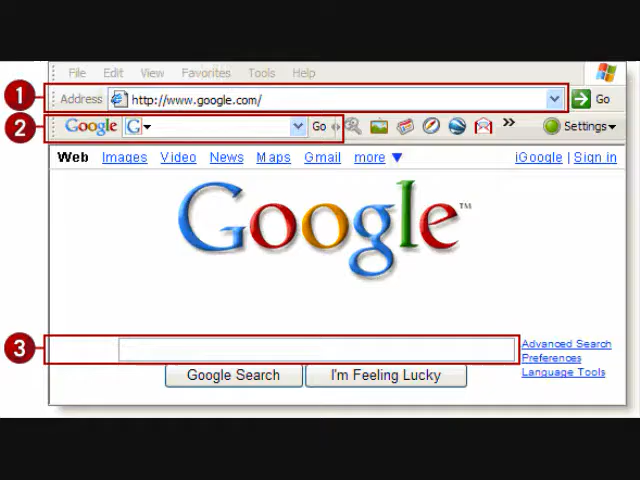 File Edit View Favorites Tools Help
1 Address http://www.google.com/ Go
2 Google G Go » Settings
Web Images Video News Maps Gmail more ▼ iGoogle | Sign in
Google™
3 Advanced Search
Preferences
Language Tools
Google Search I'm Feeling Lucky